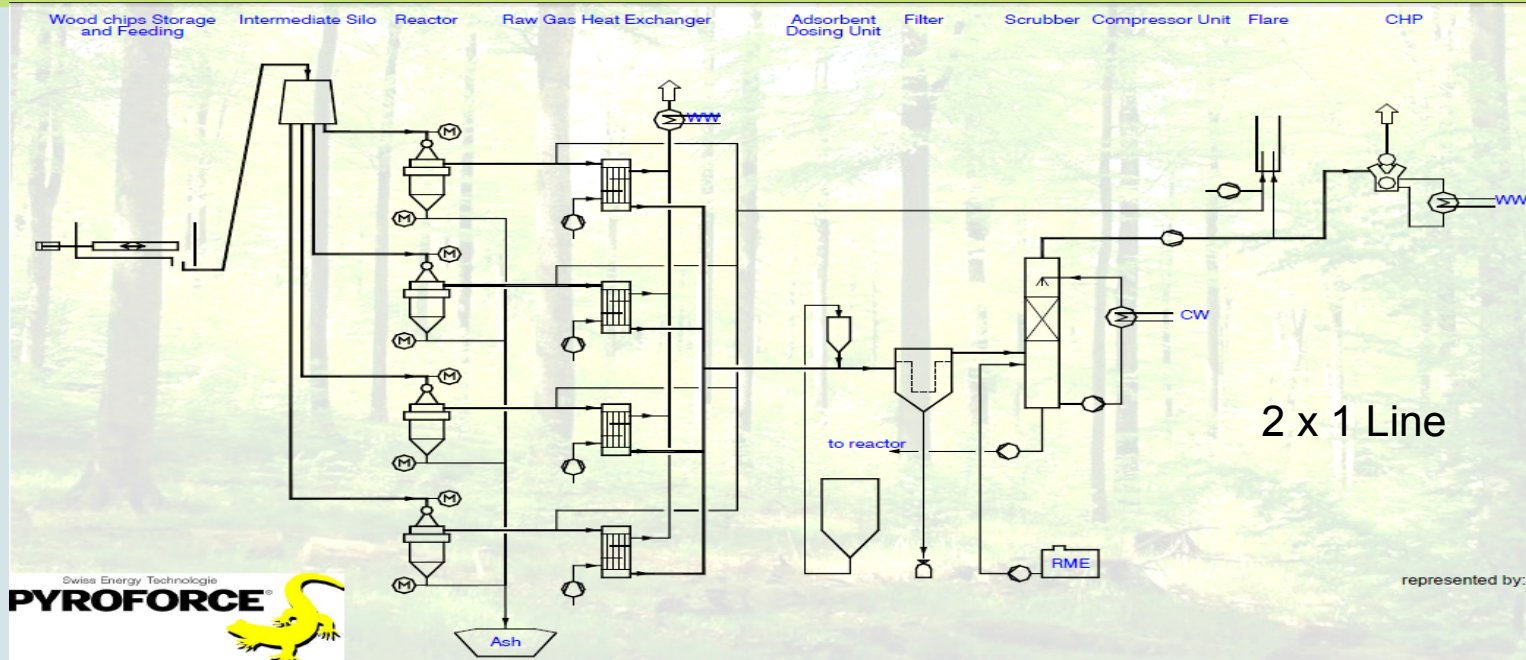 Wood chips Storage
and Feeding
Intermediate Silo
Reactor
Raw Gas Heat Exchanger
Adsorbent
Dosing Unit
Filter
Scrubber
Compressor Unit
Flare
CHP
WW
M
M
WW
M
M
CW
M
M
2 x 1 Line
to reactor
M
RME
M
Swiss Energy Technologie
PYROFORCE®
represented by:
Ash